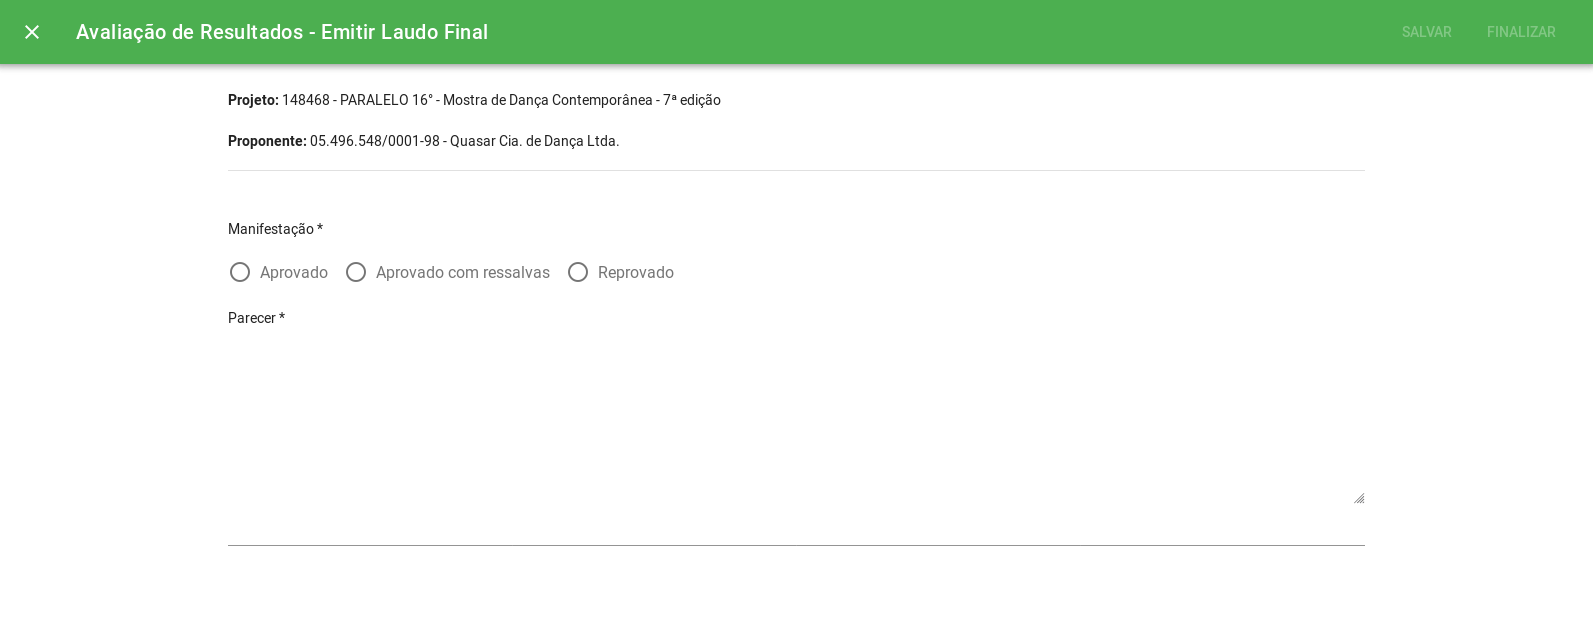 Avaliação de Resultados - Emitir Laudo Final
SALVAR
FINALIZAR
Projeto: 148468 - PARALELO 16° - Mostra de Dança Contemporânea - 7ª edição
Proponente: 05.496.548/0001-98 - Quasar Cia. de Dança Ltda.
Manifestação *
Aprovado
Aprovado com ressalvas
Reprovado
Parecer *